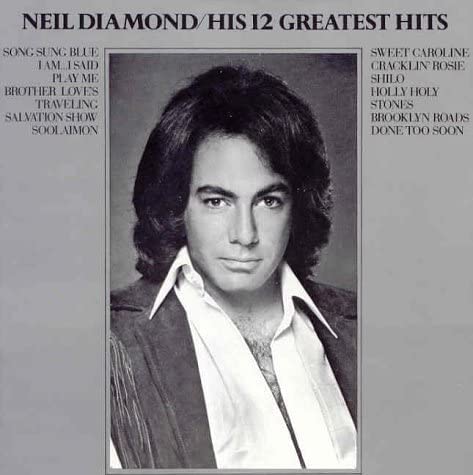 NEIL DIAMOND/HIS 12 GREATEST HITS
SONG SUNG BLUE
I AM...I SAID
PLAY ME
BROTHER LOVE'S
TRAVELING
SALVATION SHOW
SOOLAIMON
SWEET CAROLINE
CRACKLIN' ROSIE
SHILO
HOLLY HOLY
STONES
BROOKLYN ROADS
DONE TOO SOON